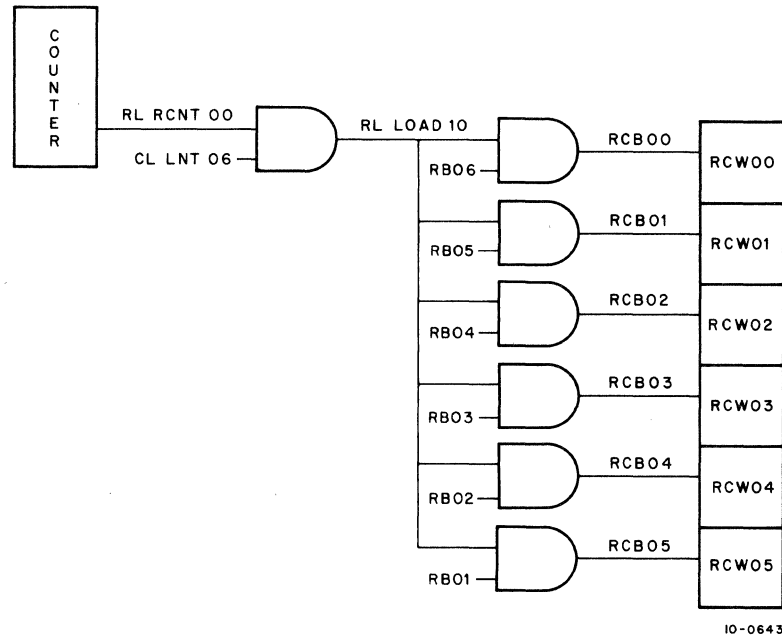 COUNTER
RL RCNT 00
CL LNT 06
RL LOAD 10
RB06
RCB00
RCW00
RB05
RCB01
RCW01
RB04
RCB02
RCW02
RB03
RCB03
RCW03
RB02
RCB04
RCW04
RB01
RCB05
RCW05
10-0643